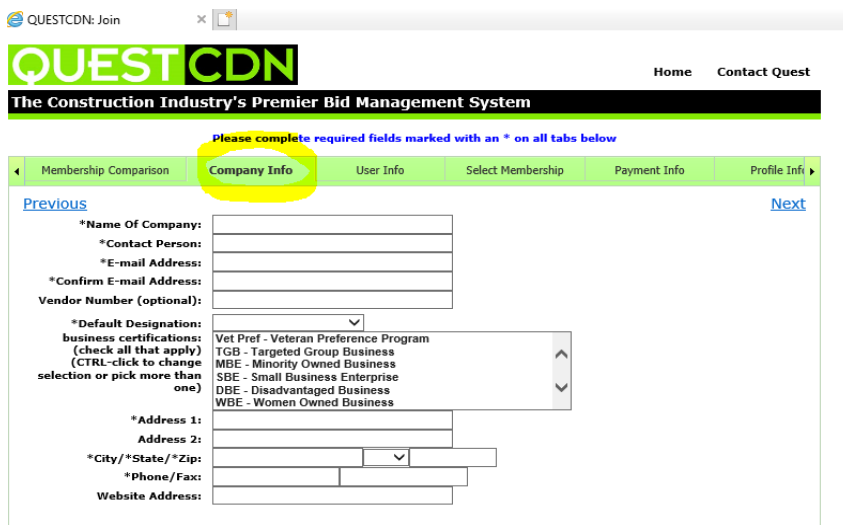 QUESTCDN: Join
QUESTCDN
Home Contact Quest
The Construction Industry's Premier Bid Management System
Please complete required fields marked with an * on all tabs below
Membership Comparison Company Info User Info Select Membership Payment Info Profile Info
Previous Next
*Name Of Company:
*Contact Person:
*E-mail Address:
*Confirm E-mail Address:
Vendor Number (optional):
*Default Designation:
business certifications:
(check all that apply)
(CTRL-click to change
selection or pick more than
one)
Vet Pref - Veteran Preference Program
TGB - Targeted Group Business
MBE - Minority Owned Business
SBE - Small Business Enterprise
DBE - Disadvantaged Business
WBE - Women Owned Business
*Address 1:
Address 2:
*City/*State/*Zip:
*Phone/Fax:
Website Address: